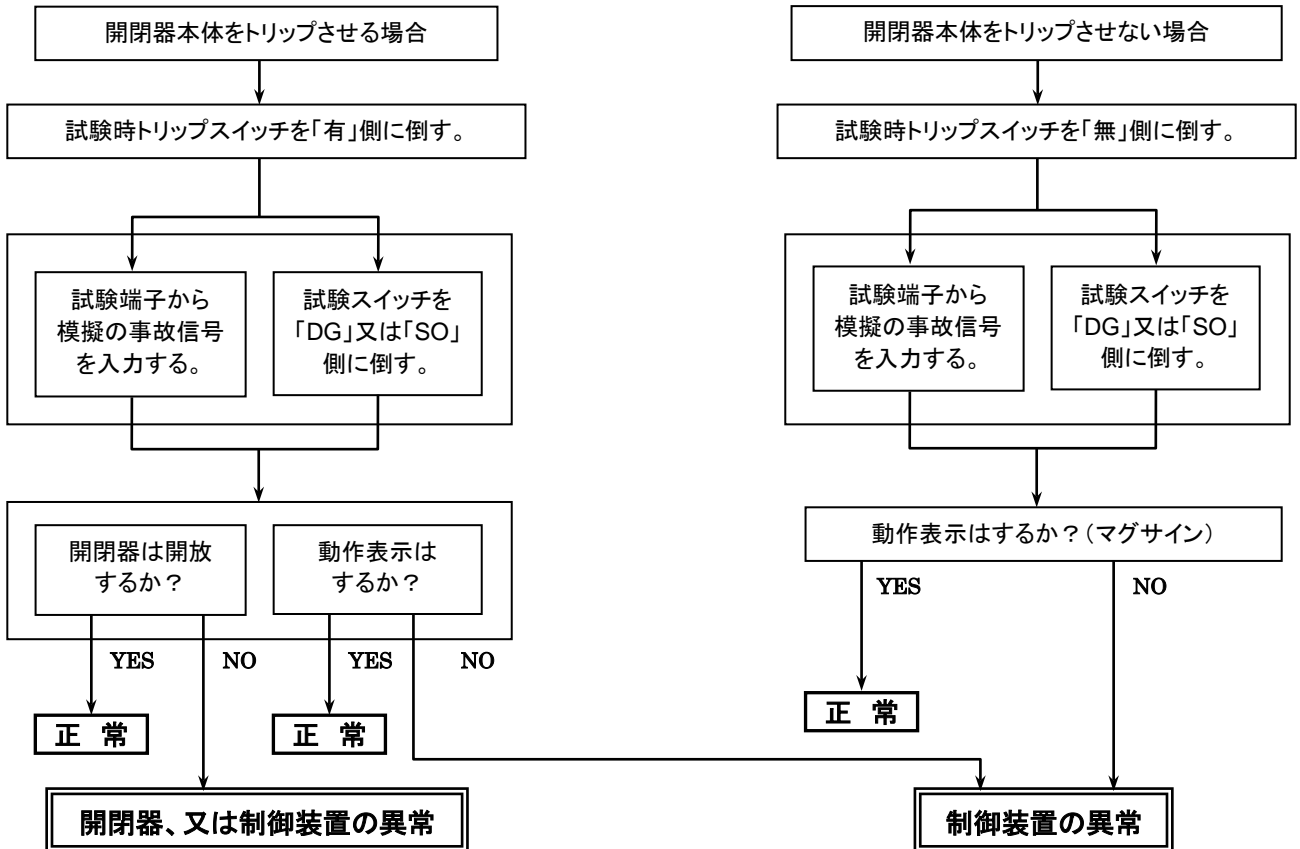 開閉器本体をトリップさせる場合
試験時トリップスイッチを「有」側に倒す。
試験端子から
模擬の事故信号
を入力する。
試験スイッチを
「DG」又は「SO」
側に倒す。
開閉器は開放
するか？
動作表示は
するか？
YES
NO
YES
NO
正 常
正 常
開閉器、又は制御装置の異常
開閉器本体をトリップさせない場合
試験時トリップスイッチを「無」側に倒す。
試験端子から
模擬の事故信号
を入力する。
試験スイッチを
「DG」又は「SO」
側に倒す。
動作表示はするか？（マグサイン）
YES
NO
正 常
制御装置の異常